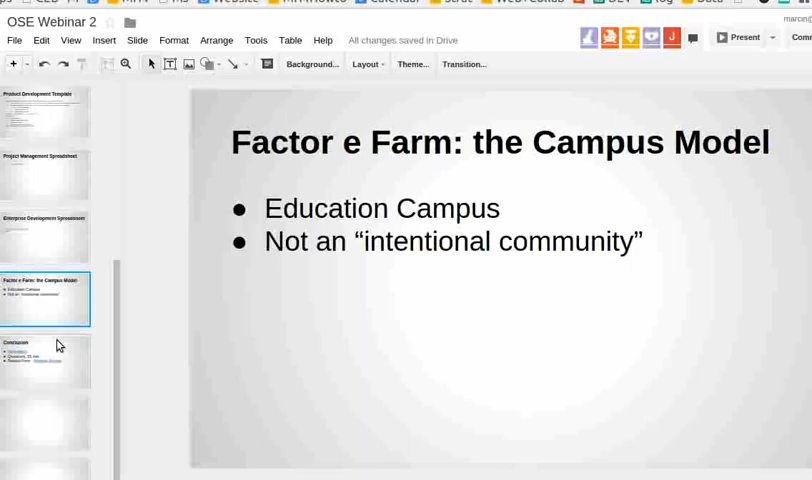 OSE Webinar 2
marcin@
File Edit View Insert Slide Format Arrange Tools Table Help All changes saved in Drive
J Present Comm
Background... Layout Theme... Transition...
Product Development Template
Project Management Spreadsheet
Enterprise Development Spreadsheet
Factor e Farm: the Campus Model
● Education Campus
● Not an "intentional community"
Conclusion
Factor e Farm: the Campus Model
● Education Campus
● Not an “intentional community”